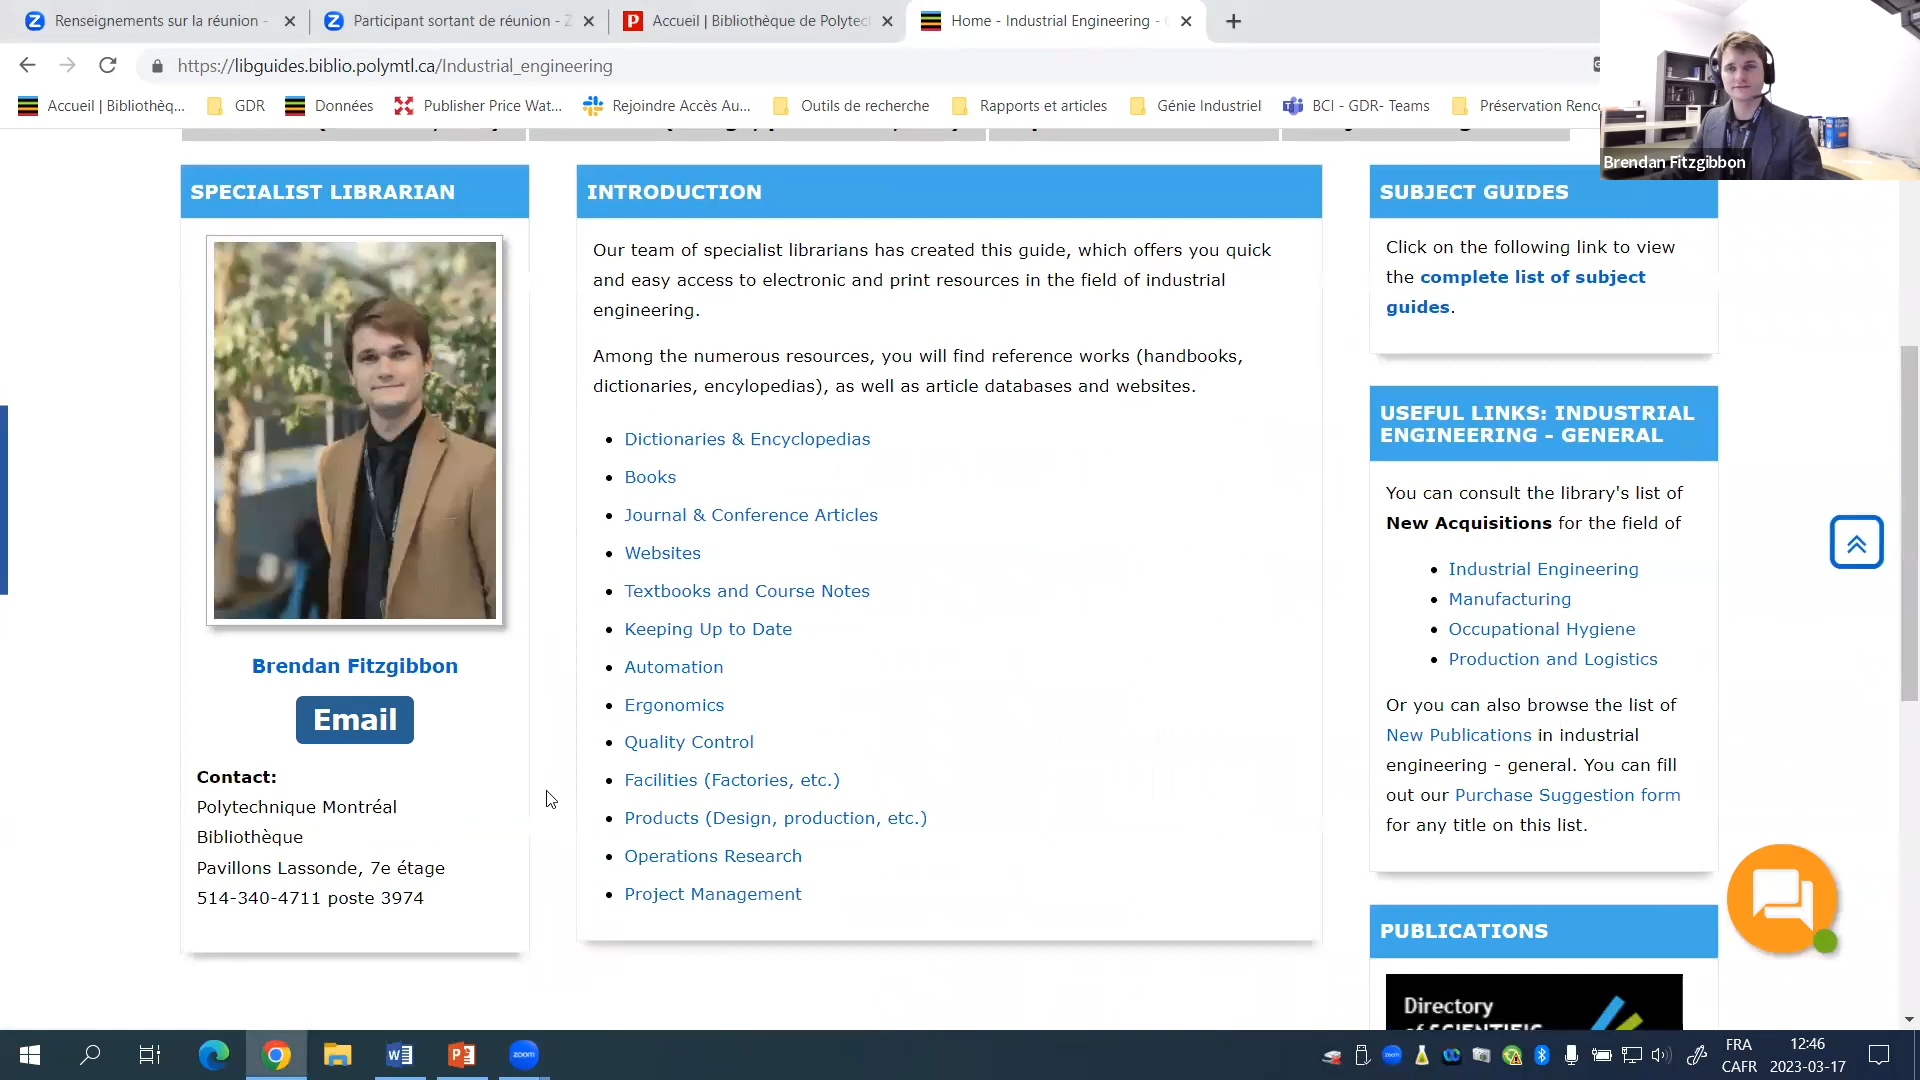 Renseignements sur la réunion -
Participant sortant de réunion - Z
Accueil | Bibliothèque de Polytec
Home - Industrial Engineering -
https://libguides.biblio.polymtl.ca/Industrial_engineering
Accueil | Bibliothèq...
GDR
Données
Publisher Price Wat...
Rejoindre Accès Au...
Outils de recherche
Rapports et articles
Génie Industriel
BCI - GDR- Teams
Préservation Renc
Brendan Fitzgibbon
SPECIALIST LIBRARIAN
Brendan Fitzgibbon
Email
Contact:
Polytechnique Montréal
Bibliothèque
Pavillons Lassonde, 7e étage
514-340-4711 poste 3974
INTRODUCTION
Our team of specialist librarians has created this guide, which offers you quick
and easy access to electronic and print resources in the field of industrial
engineering.
Among the numerous resources, you will find reference works (handbooks,
dictionaries, encylopedias), as well as article databases and websites.
Dictionaries & Encyclopedias
Books
Journal & Conference Articles
Websites
Textbooks and Course Notes
Keeping Up to Date
Automation
Ergonomics
Quality Control
Facilities (Factories, etc.)
Products (Design, production, etc.)
Operations Research
Project Management
SUBJECT GUIDES
Click on the following link to view
the complete list of subject
guides.
USEFUL LINKS: INDUSTRIAL
ENGINEERING - GENERAL
You can consult the library's list of
New Acquisitions for the field of
Industrial Engineering
Manufacturing
Occupational Hygiene
Production and Logistics
Or you can also browse the list of
New Publications in industrial
engineering - general. You can fill
out our Purchase Suggestion form
for any title on this list.
PUBLICATIONS
Directory
of SCIENTIFIC
zoom
FRA
CAFR
12:46
2023-03-17